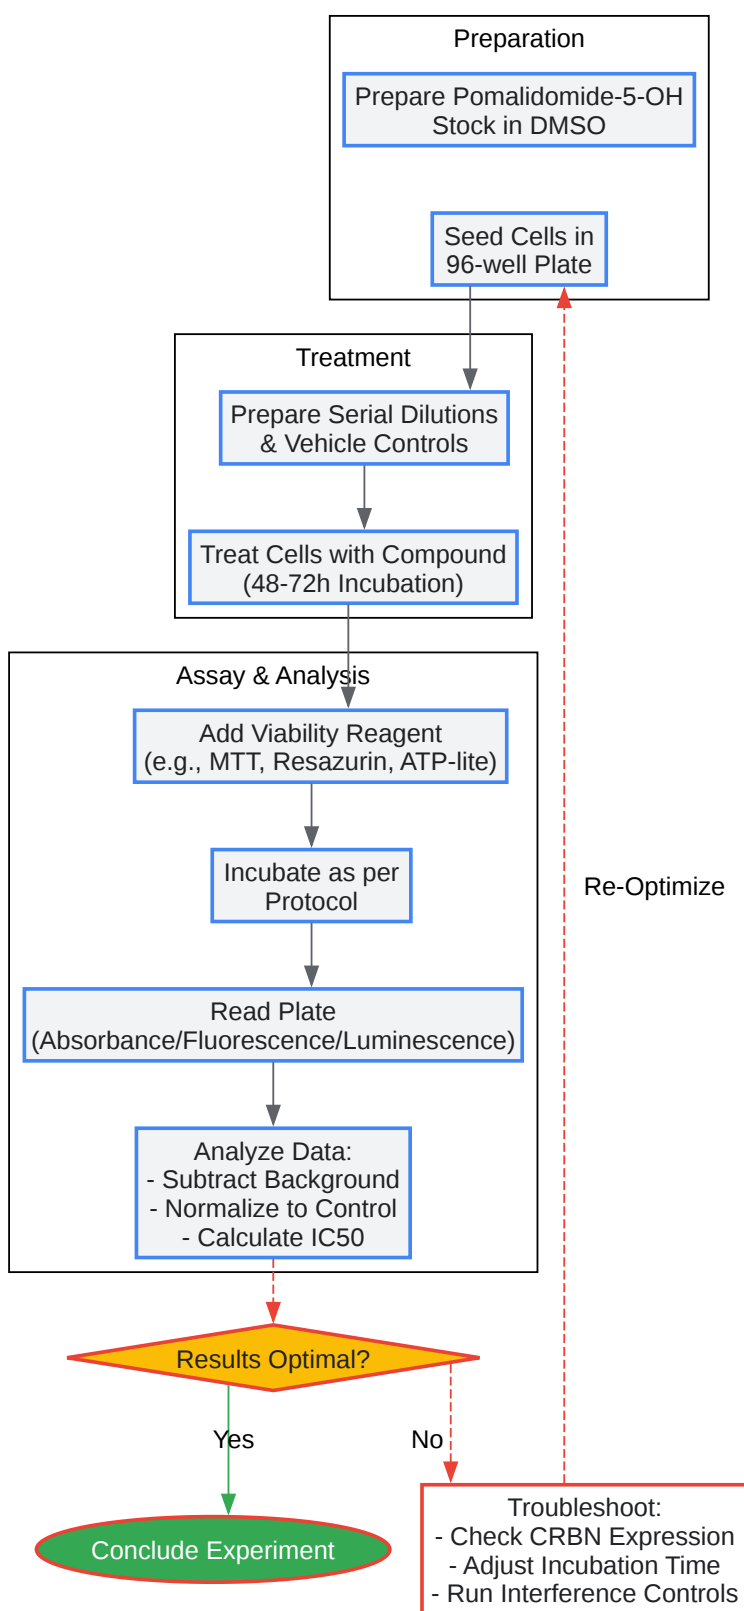 Preparation
Prepare Pomalidomide-5-OH
Stock in DMSO
Seed Cells in
96-well Plate
Treatment
Prepare Serial Dilutions
& Vehicle Controls
Treat Cells with Compound
(48-72h Incubation)
Assay & Analysis
Add Viability Reagent
(e.g., MTT, Resazurin, ATP-lite)
Incubate as per
Protocol
Re-Optimize
Read Plate
(Absorbance/Fluorescence/Luminescence)
Analyze Data:
- Subtract Background
- Normalize to Control
- Calculate IC50
Results Optimal?
Yes
No
Conclude Experiment
Troubleshoot:
- Check CRBN Expression
- Adjust Incubation Time
- Run Interference Controls